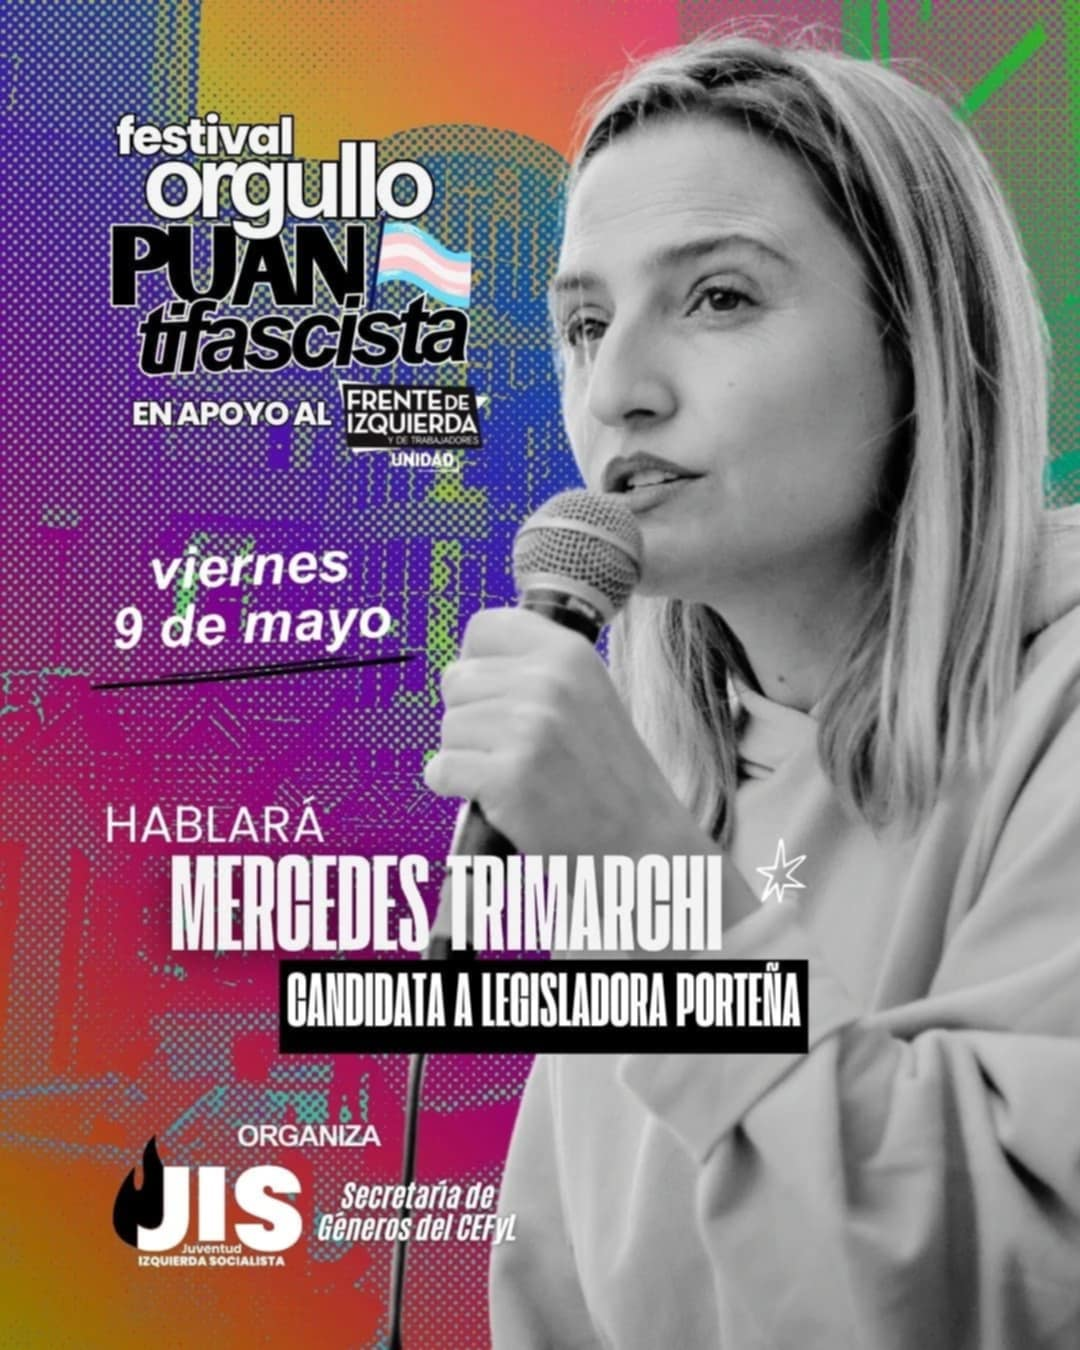 festival
orgullo
PUAN
tifascista
EN APOYO AL
FRENTE DE
IZQUIERDA
Y DE TRABAJADORES
UNIDAD
viernes
9 de mayo
HABLARÁ
MERCEDES TRIMARCHI
CANDIDATA A LEGISLADORA PORTEÑA
ORGANIZA
JIS
Juventud
IZQUIERDA SOCIALISTA
Secretaría de
Géneros del CEFyL